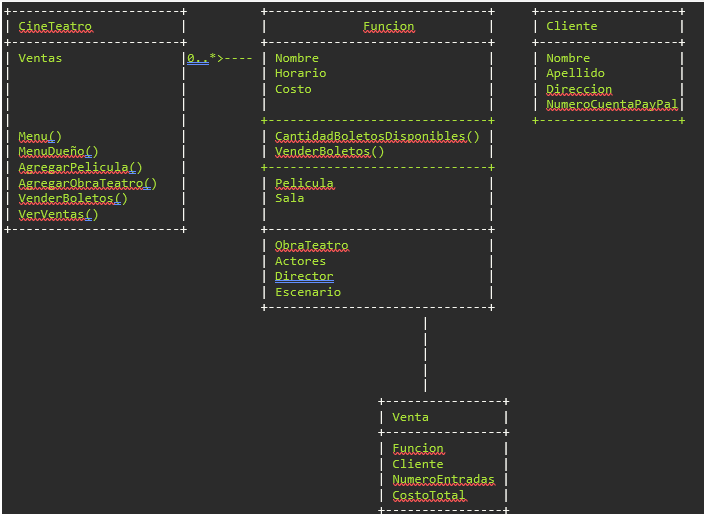 CineTeatro
Ventas
Menu()
MenuDueño()
AgregarPelicula()
AgregarObraTeatro()
VenderBoletos()
VerVentas()
0..*>----
Funcion
Nombre
Horario
Costo
CantidadBoletosDisponibles()
VenderBoletos()
Pelicula
Sala
ObraTeatro
Actores
Director
Escenario
Cliente
Nombre
Apellido
Direccion
NumeroCuentaPayPal
Venta
Funcion
Cliente
NumeroEntradas
CostoTotal